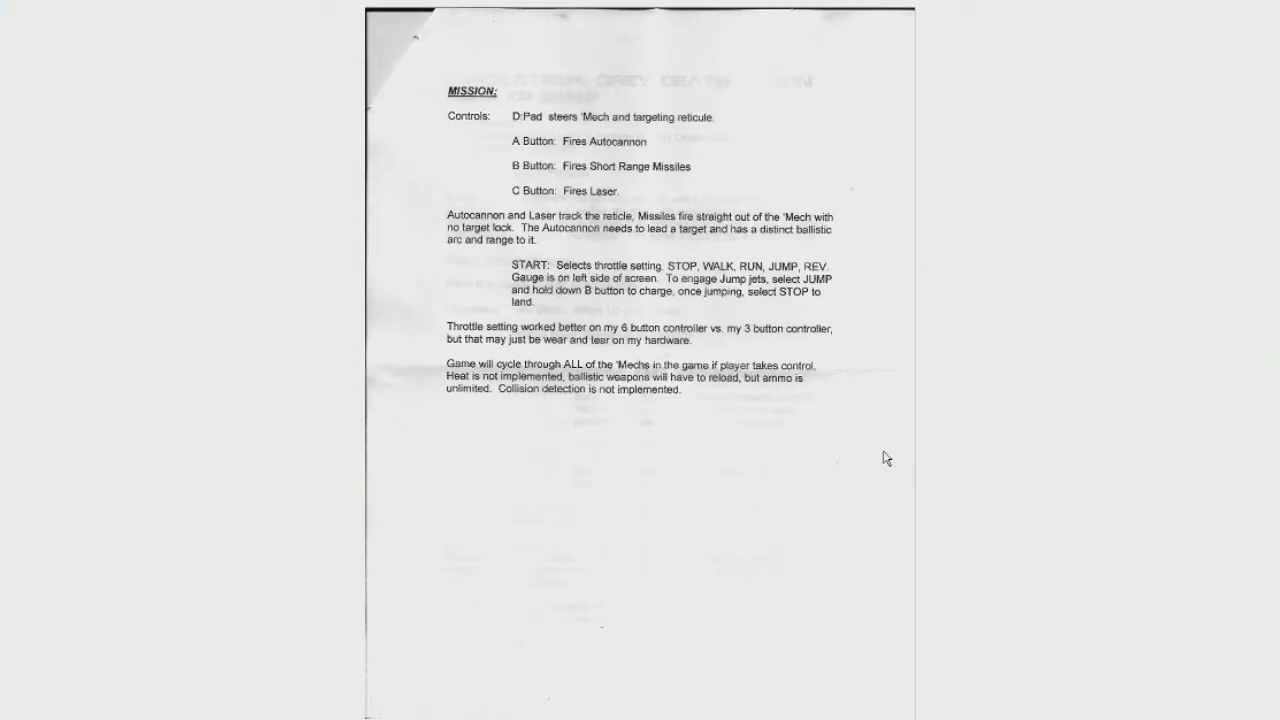 MISSION:
Controls: D:Pad steers 'Mech and targeting reticule.
A Button: Fires Autocannon
B Button: Fires Short Range Missiles
C Button: Fires Laser.
Autocannon and Laser track the reticle, Missiles fire straight out of the 'Mech with
no target lock. The Autocannon needs to lead a target and has a distinct ballistic
arc and range to it.
START: Selects throttle setting. STOP, WALK, RUN, JUMP, REV.
Gauge is on left side of screen. To engage Jump jets, select JUMP
and hold down B button to charge, once jumping, select STOP to
land.
Throttle setting worked better on my 6 button controller vs. my 3 button controller,
but that may just be wear and tear on my hardware.
Game will cycle through ALL of the 'Mechs in the game if player takes control.
Heat is not implemented, ballistic weapons will have to reload, but ammo is
unlimited. Collision detection is not implemented.